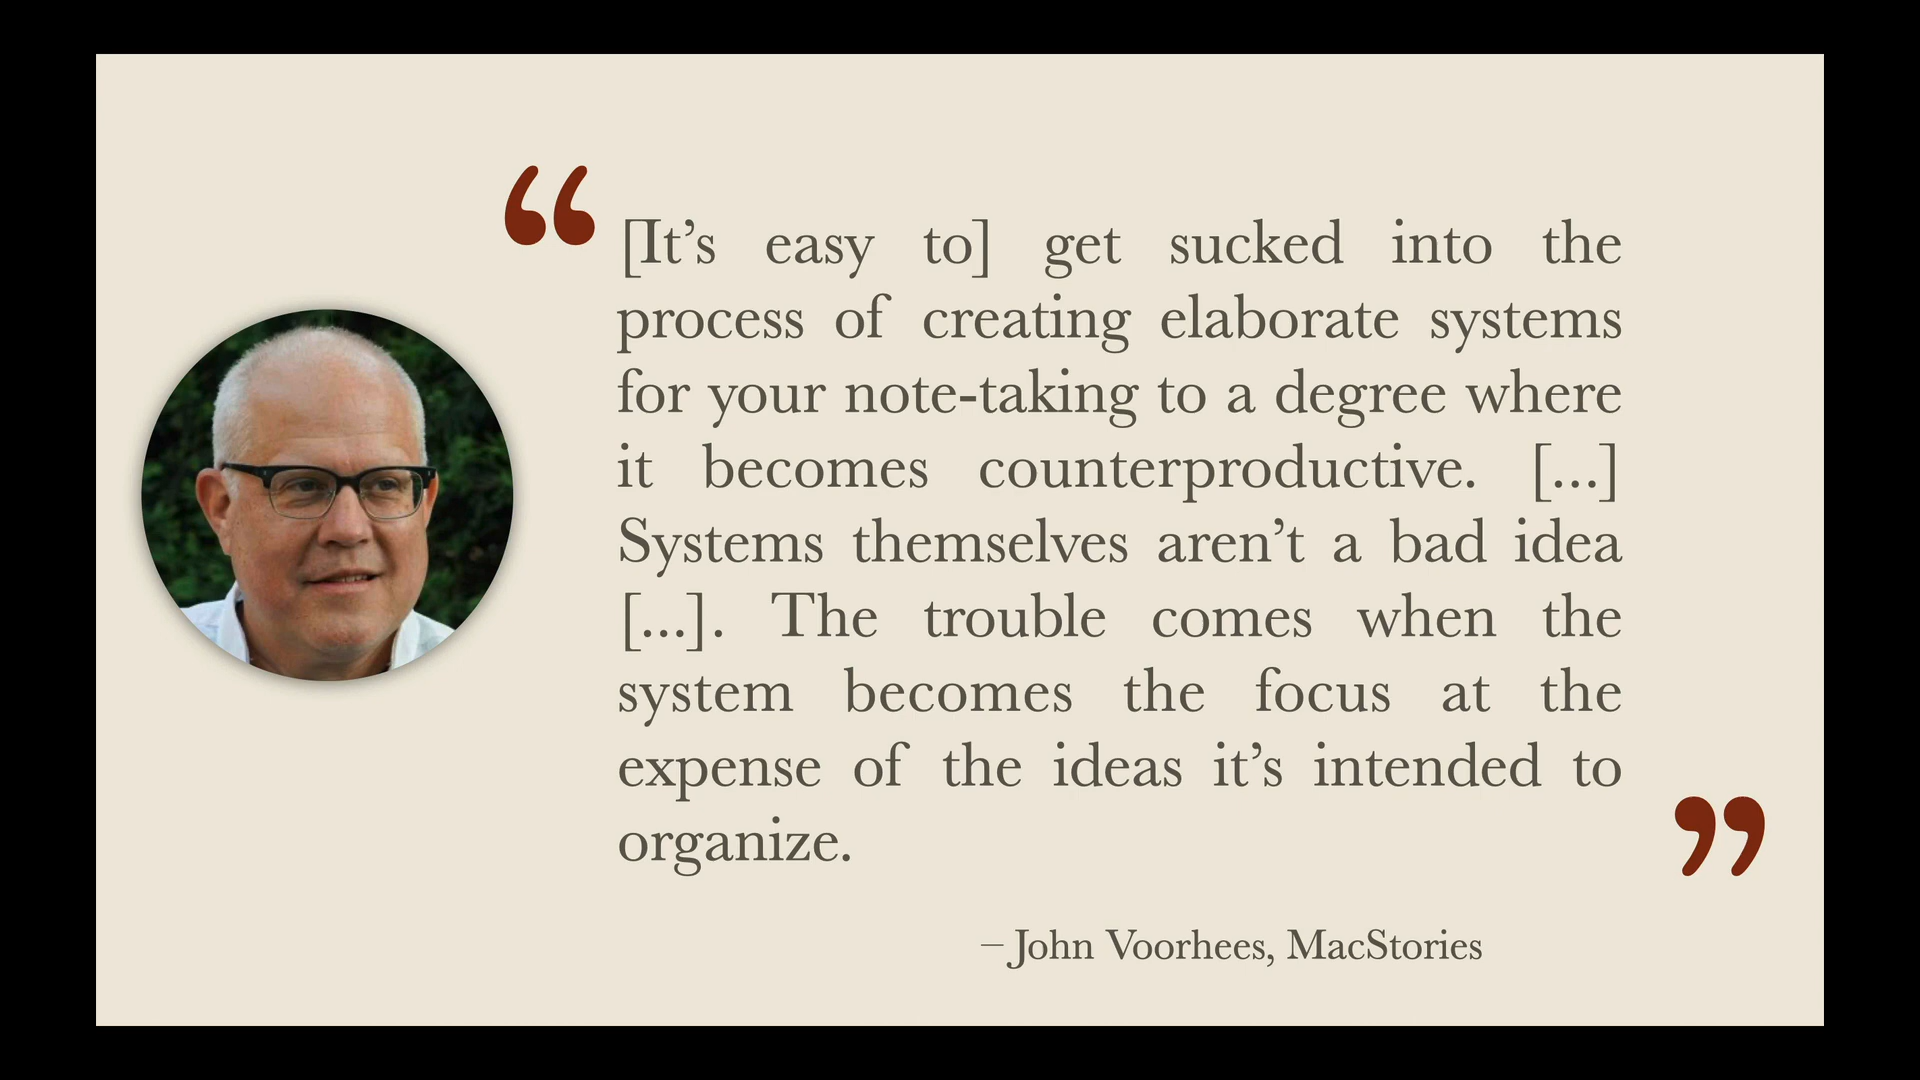 “
[It’s easy to] get sucked into the
process of creating elaborate systems
for your note-taking to a degree where
it becomes counterproductive. [...]
Systems themselves aren’t a bad idea
[...]. The trouble comes when the
system becomes the focus at the
expense of the ideas it’s intended to
organize.
”
– John Voorhees, MacStories